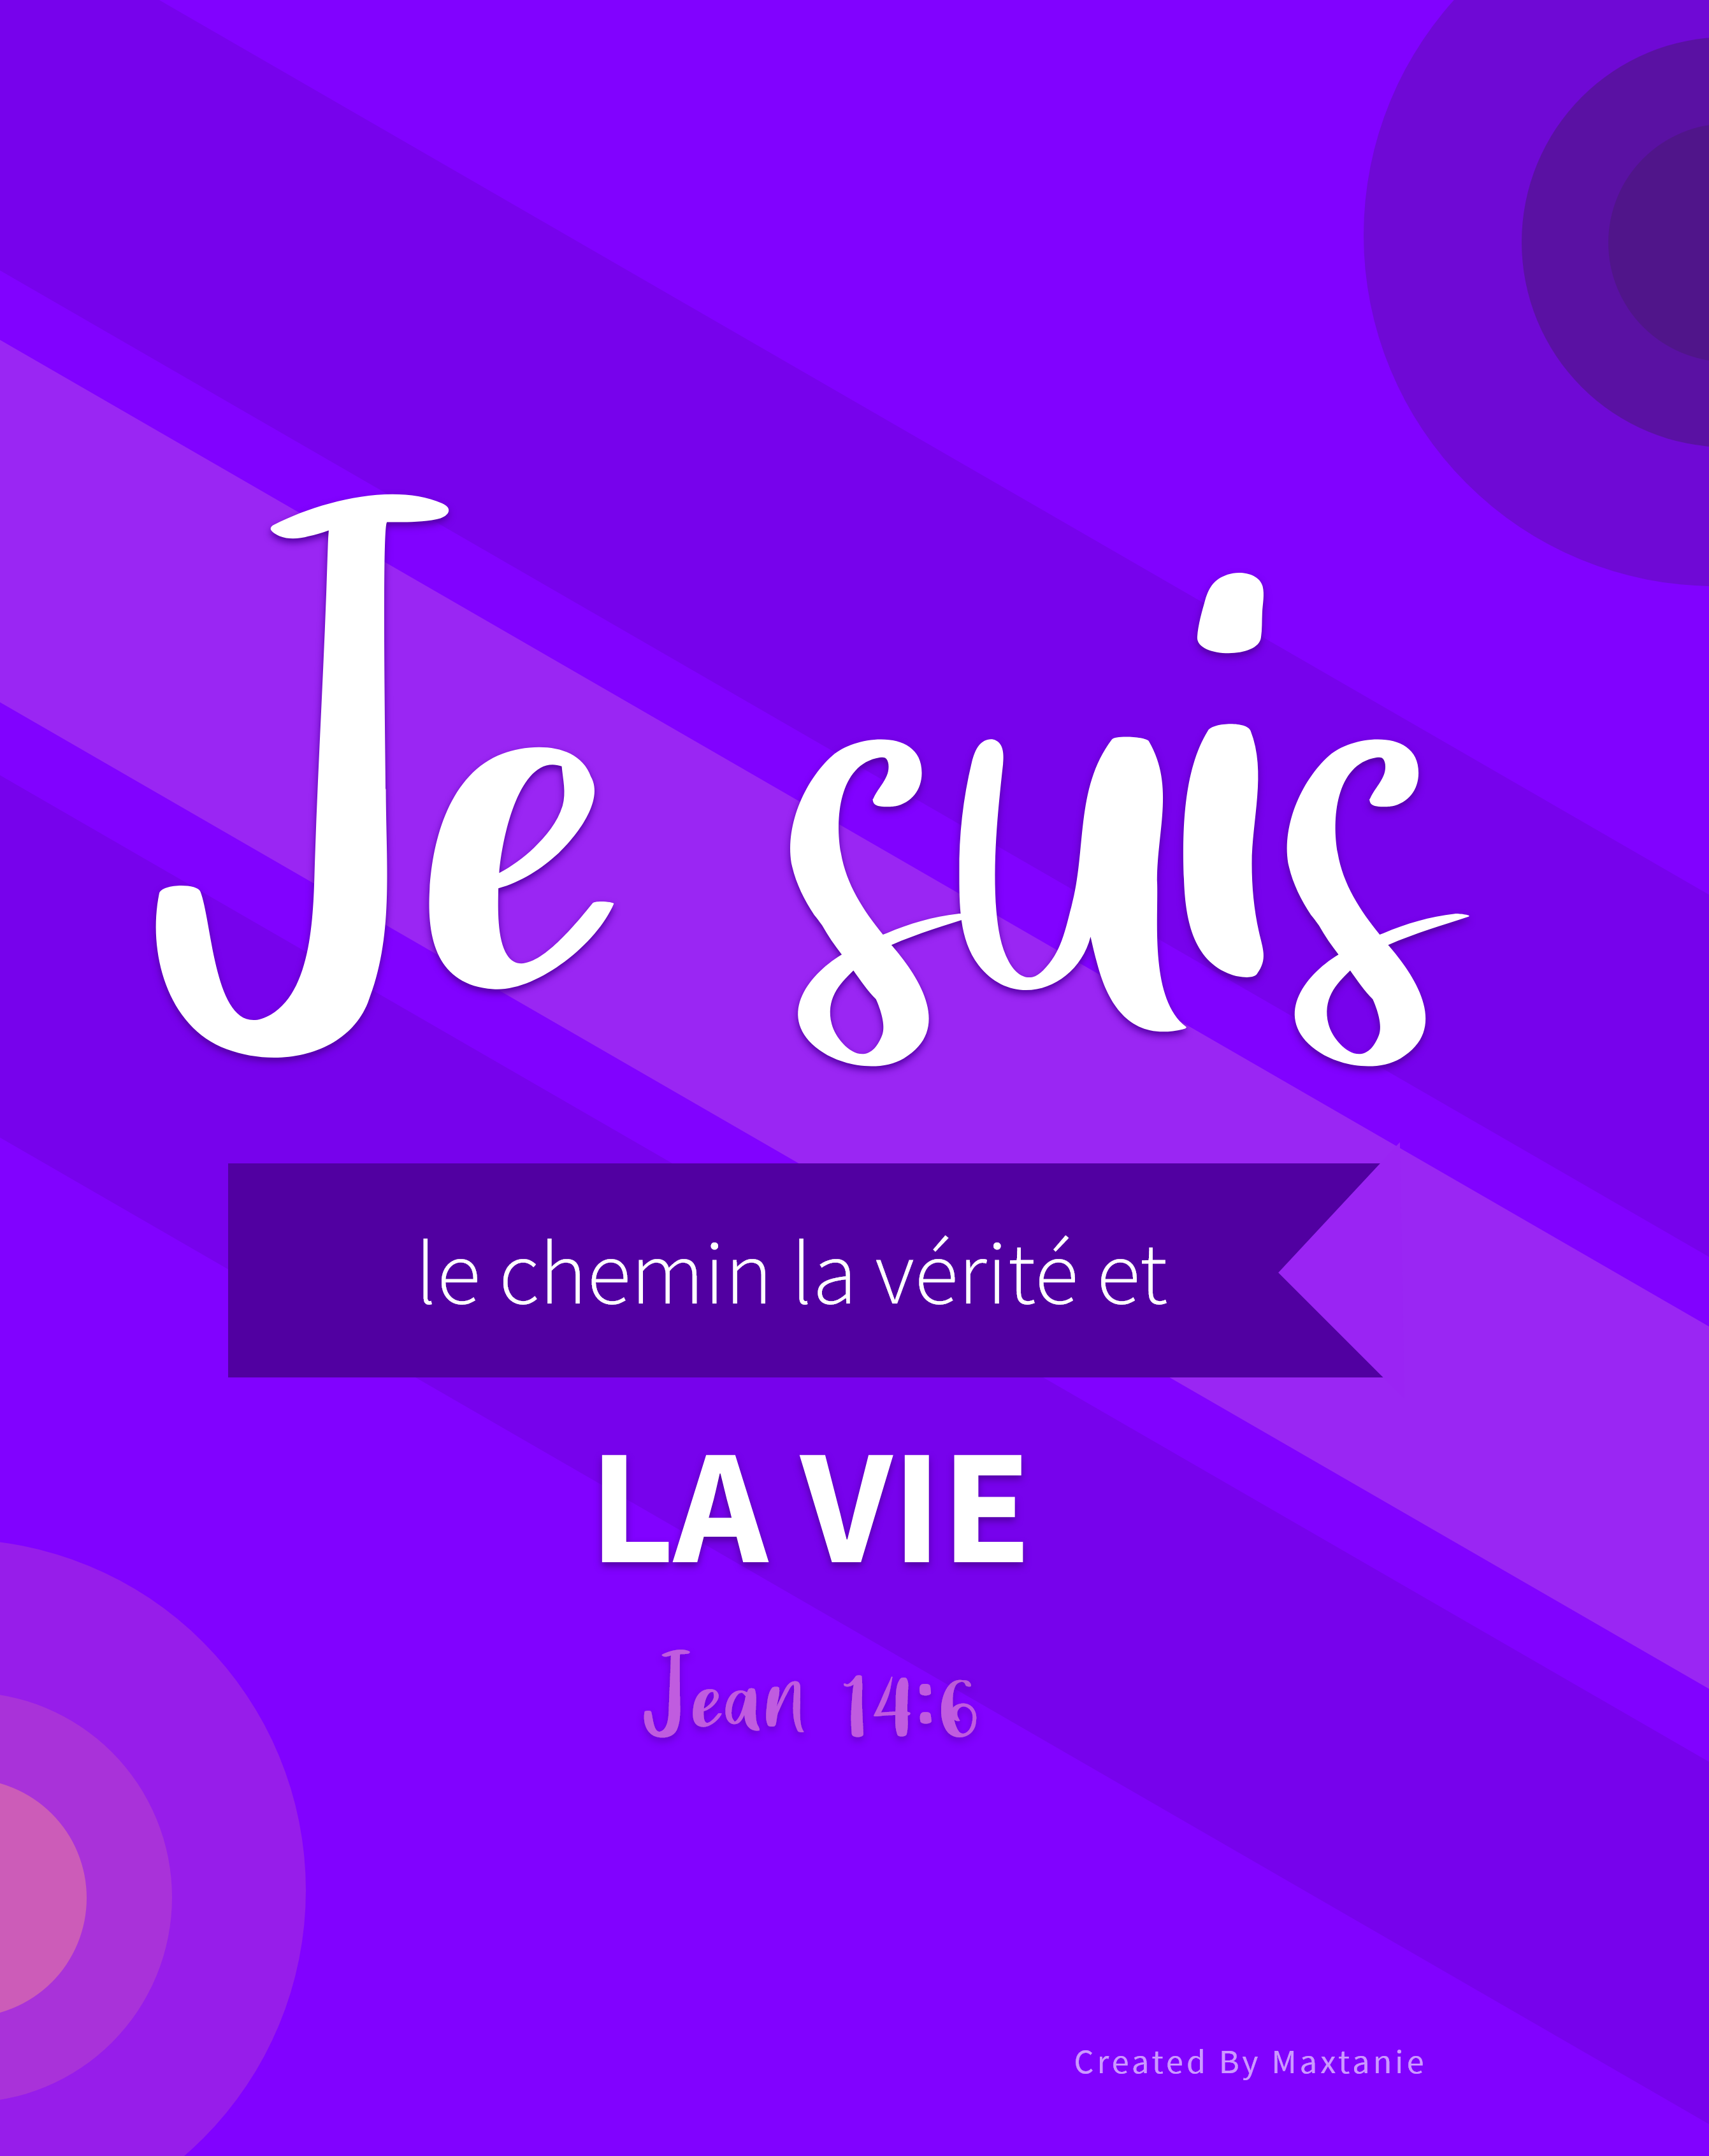 Je suis
le chemin la vérité et
LA VIE
Jean 14:6
Created By Maxtanie